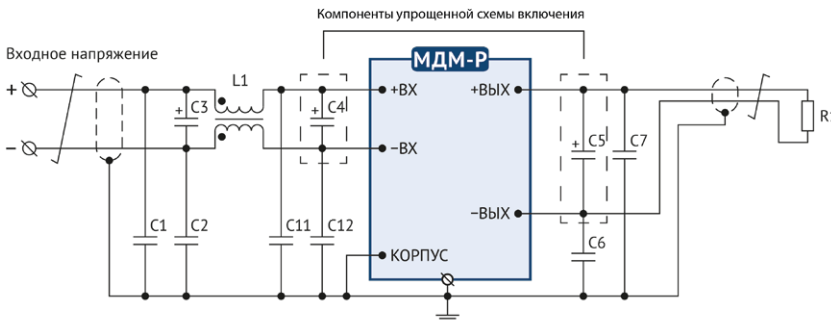 Компоненты упрощенной схемы включения
Входное напряжение
МДМ-Р
L1
+
+ВХ
+ВЫХ
+ C3
+ C4
+ C5
C7
–
–ВХ
–ВЫХ
C1
C2
C11
C12
C6
КОРПУС